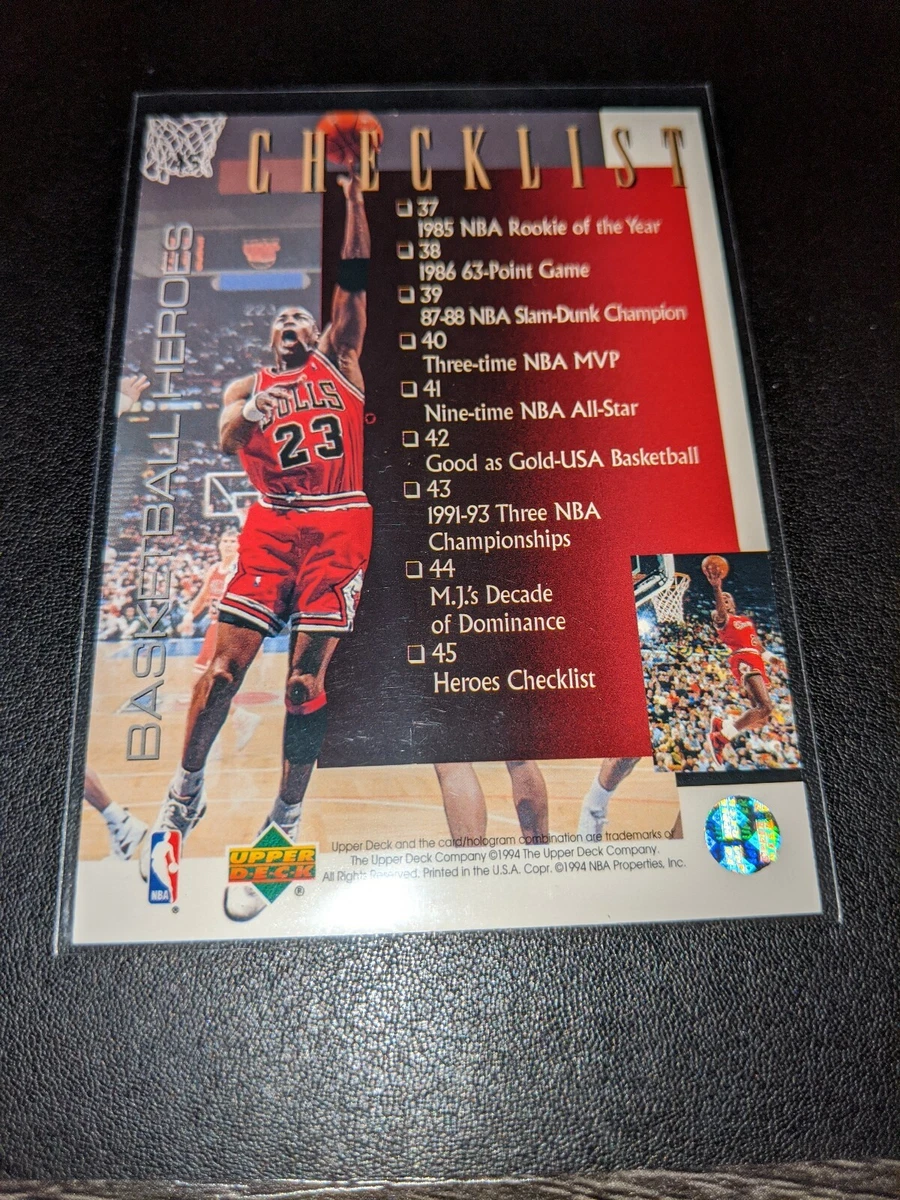 CHECKLIST
45
BASKETBALL HEROES
37
1985 NBA Rookie of the Year
38
1986 63-Point Game
39
87-88 NBA Slam-Dunk Champion
40
Three-time NBA MVP
41
Nine-time NBA All-Star
42
Good as Gold-USA Basketball
43
1991-93 Three NBA
Championships
44
M.J.'s Decade
of Dominance
45
Heroes Checklist
BULLS
23
NBA
®
UPPER
DECK
®
Upper Deck and the card/hologram combination are trademarks of
The Upper Deck Company ©1994 The Upper Deck Company.
All Rights Reserved. Printed in the U.S.A. Copr. ©1994 NBA Properties, Inc.